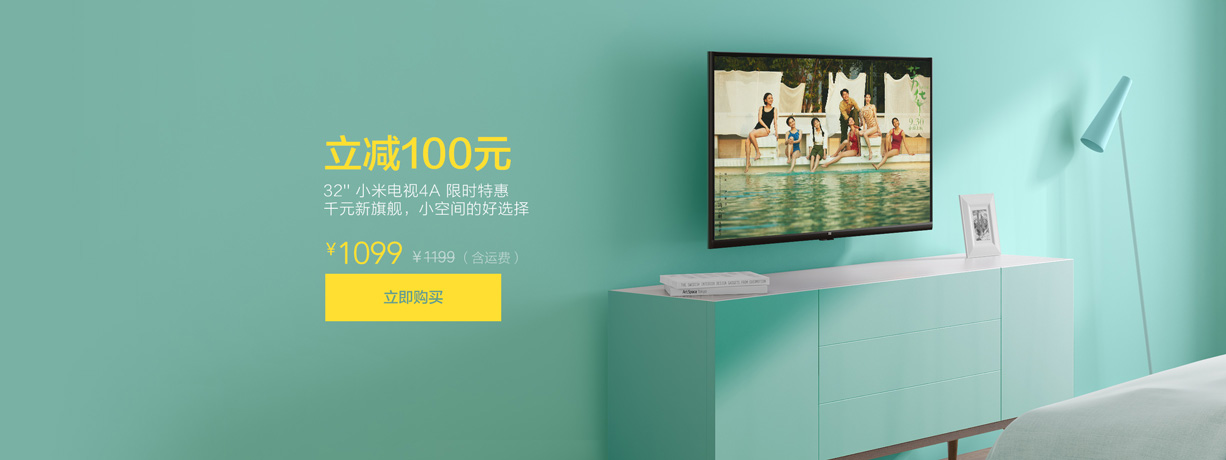 立减100元
32" 小米电视4A 限时特惠
千元新旗舰，小空间的好选择
¥1099 ¥1199（含运费）
立即购买
9.30